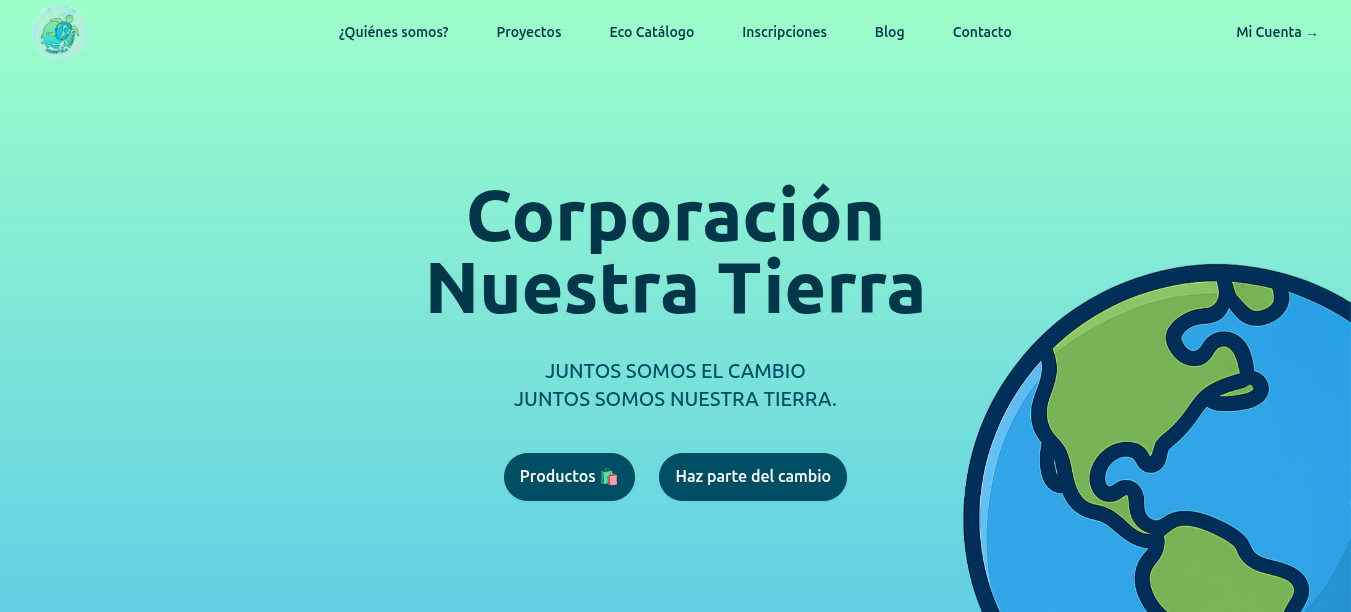 ¿Quiénes somos?
Proyectos
Eco Catálogo
Inscripciones
Blog
Contacto
Mi Cuenta →
Corporación
Nuestra Tierra
JUNTOS SOMOS EL CAMBIO
JUNTOS SOMOS NUESTRA TIERRA.
Productos 🛍️
Haz parte del cambio